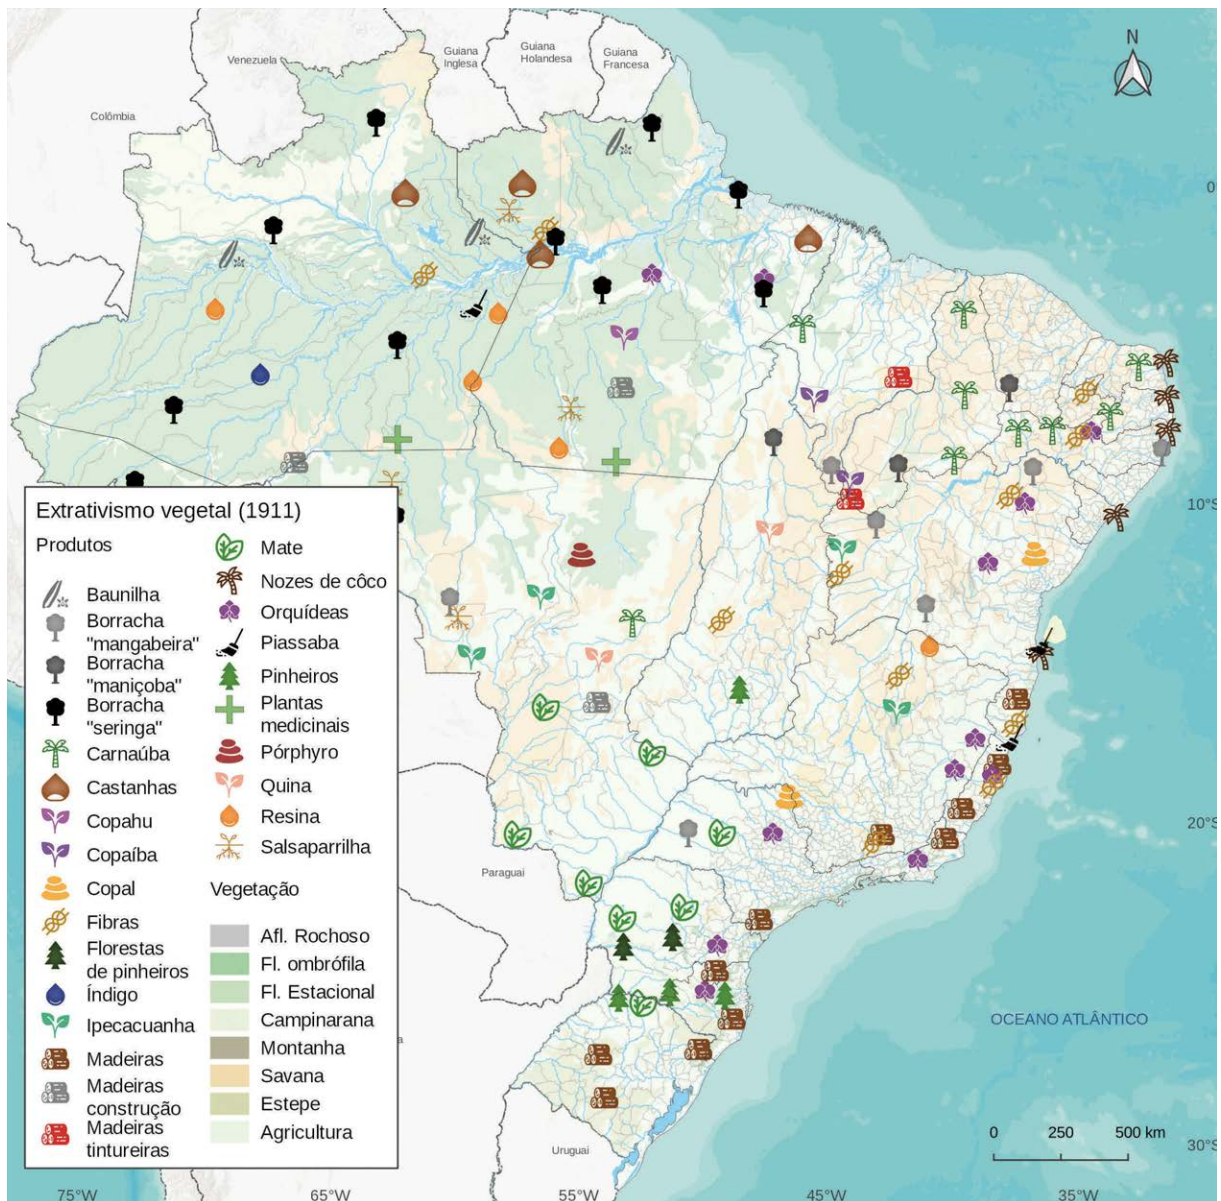 N
Venezuela
Guiana
Inglesa
Guiana
Holandesa
Guiana
Francesa
Colômbia
0
10°S
Extrativismo vegetal (1911)
Produtos
Baunilha
Borracha
"mangabeira"
Borracha
"maniçoba"
Borracha
"seringa"
Carnaúba
Castanhas
Copahu
Copaíba
Copal
Fibras
Florestas
de pinheiros
Índigo
Ipecacuanha
Madeiras
Madeiras
construção
Madeiras
tintureiras
Mate
Nozes de côco
Orquídeas
Piassaba
Pinheiros
Plantas
medicinais
Pórphyro
Quina
Resina
Salsaparrilha
Vegetação
Afl. Rochoso
Fl. ombrófila
Fl. Estacional
Campinarana
Montanha
Savana
Estepe
Agricultura
20°S
Paraguai
OCEANO ATLÂNTICO
0 250 500 km
30°S
Uruguai
75°W 65°W 55°W 45°W 35°W